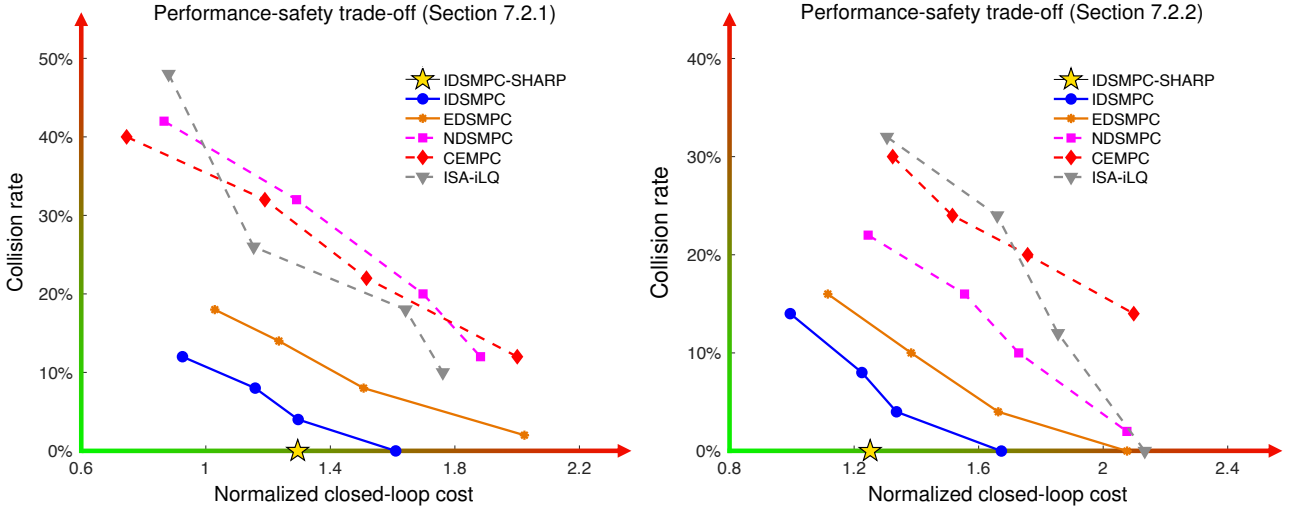 Performance-safety trade-off (Section 7.2.1)
50%
40%
30%
20%
10%
0%
Collision rate
IDSMPC-SHARP
IDSMPC
EDSMPC
NDSMPC
CEMPC
ISA-iLQ
0.6
1
1.4
1.8
2.2
Normalized closed-loop cost
Performance-safety trade-off (Section 7.2.2)
40%
30%
20%
10%
0%
Collision rate
IDSMPC-SHARP
IDSMPC
EDSMPC
NDSMPC
CEMPC
ISA-iLQ
0.8
1.2
1.6
2
2.4
Normalized closed-loop cost